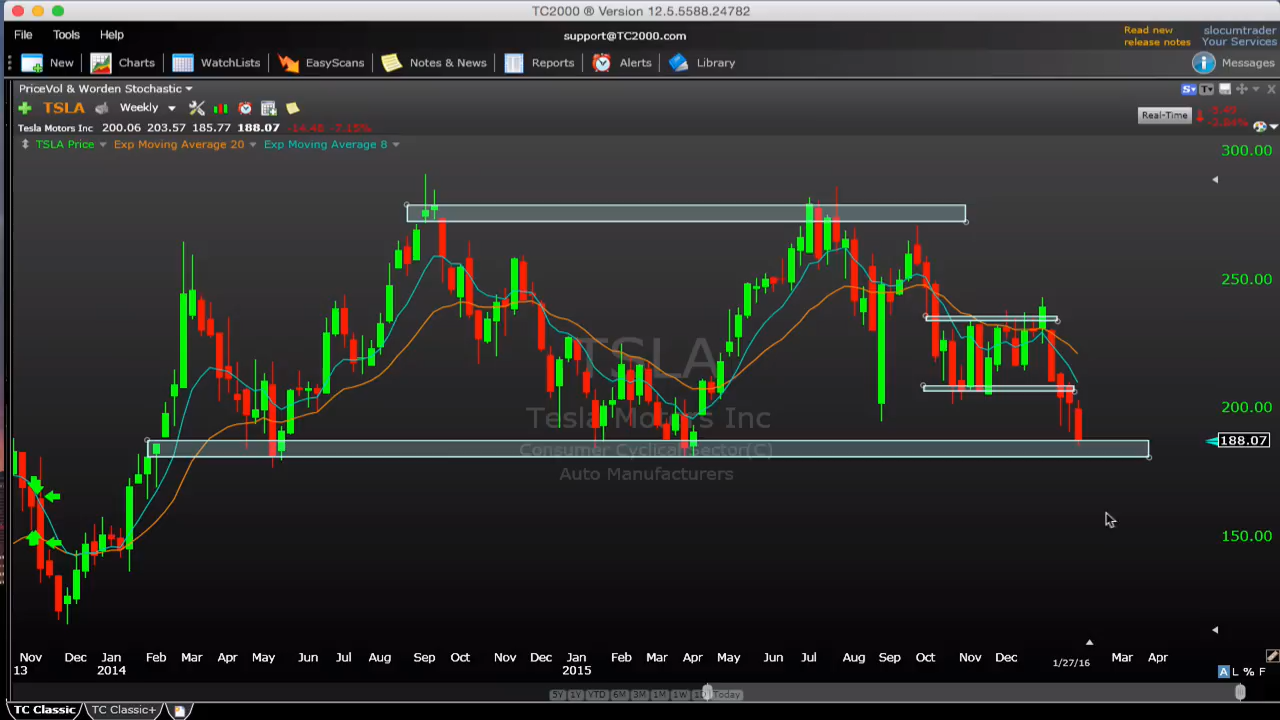 TC2000 ® Version 12.5.5588.24782
File Tools Help
support@TC2000.com
Read new
release notes
slocumtrader
Your Services
New Charts WatchLists EasyScans Notes & News Reports Alerts Library
Messages
PriceVol & Worden Stochastic
S T
TSLA Weekly
Real-Time
-5.49
-2.84%
Tesla Motors Inc 200.06 203.57 185.77 188.07 -14.48 -7.15%
TSLA Price Exp Moving Average 20 Exp Moving Average 8
300.00
250.00
TSLA
200.00
Tesla Motors Inc
188.07
Consumer Cyclical Sector(C)
Auto Manufacturers
150.00
Nov Dec Jan Feb Mar Apr May Jun Jul Aug Sep Oct Nov Dec Jan Feb Mar Apr May Jun Jul Aug Sep Oct Nov Dec 1/27/16 Mar Apr
13 2014 2015
A L % F
5Y 1Y YTD 6M 3M 1M 1W Today
TC Classic TC Classic+